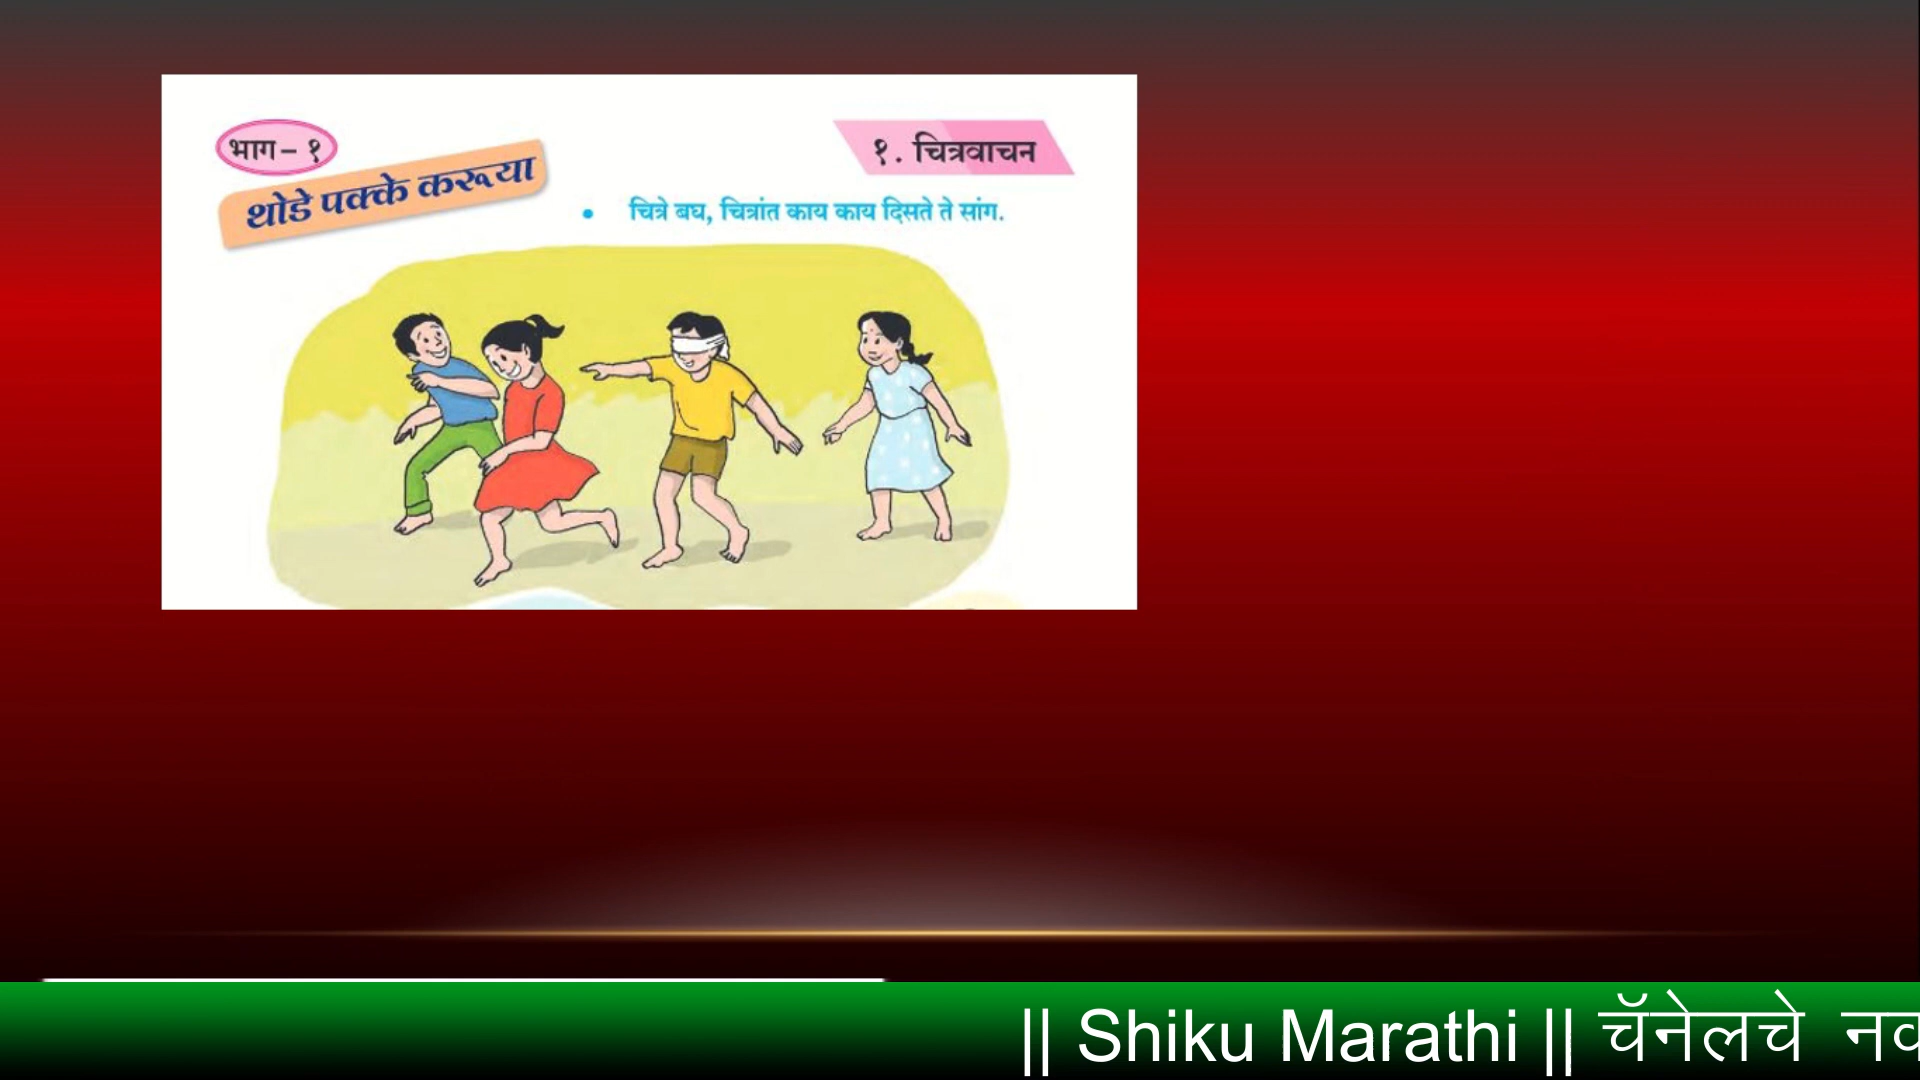 भाग – १
थोडे पक्के करूया
१. चित्रवाचन
• चित्रे बघ, चित्रांत काय काय दिसते ते सांग.
|| Shiku Marathi || चॅनेलचे